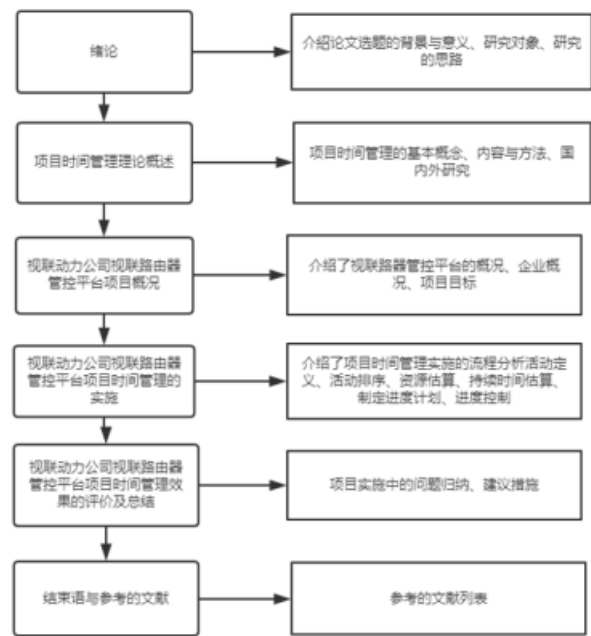 绪论
介绍论文选题的背景与意义、研究对象、研究
的思路
项目时间管理理论概述
项目时间管理的基本概念、内容与方法、国
内外研究
视联动力公司视联路由器
管控平台项目概况
介绍了视联路器管控平台的概况、企业概
况、项目目标
视联动力公司视联路由器
管控平台项目时间管理的
实施
介绍了项目时间管理实施的流程分析活动定
义、活动排序、资源估算、持续时间估算、
制定进度计划、进度控制
视联动力公司视联路由器
管控平台项目时间管理效
果的评价及总结
项目实施中的问题归纳、建议措施
结束语与参考的文献
参考的文献列表